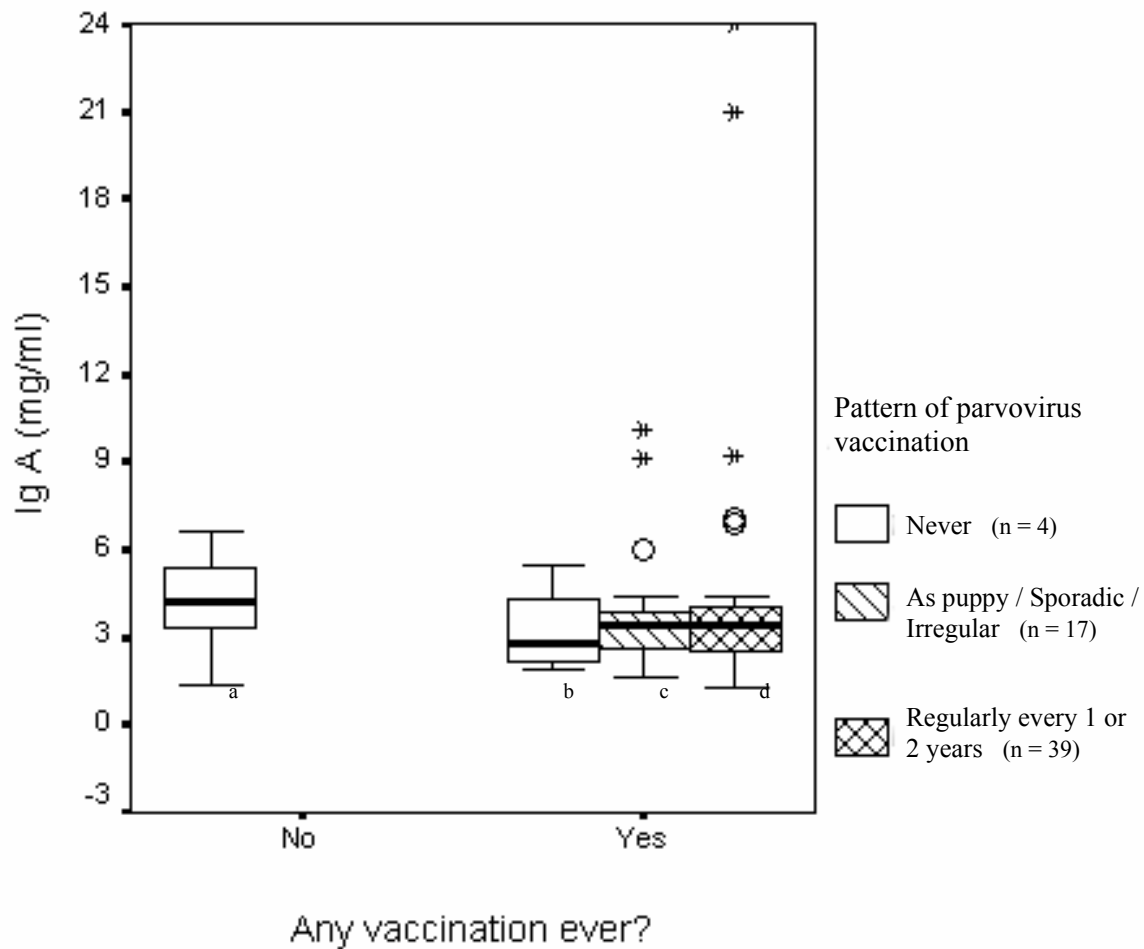 24
21
18
15
12
9
6
3
0
-3
Ig A (mg/ml)
a
b
c
d
No
Yes
Any vaccination ever?
Pattern of parvovirus
vaccination
Never (n = 4)
As puppy / Sporadic /
Irregular (n = 17)
Regularly every 1 or
2 years (n = 39)